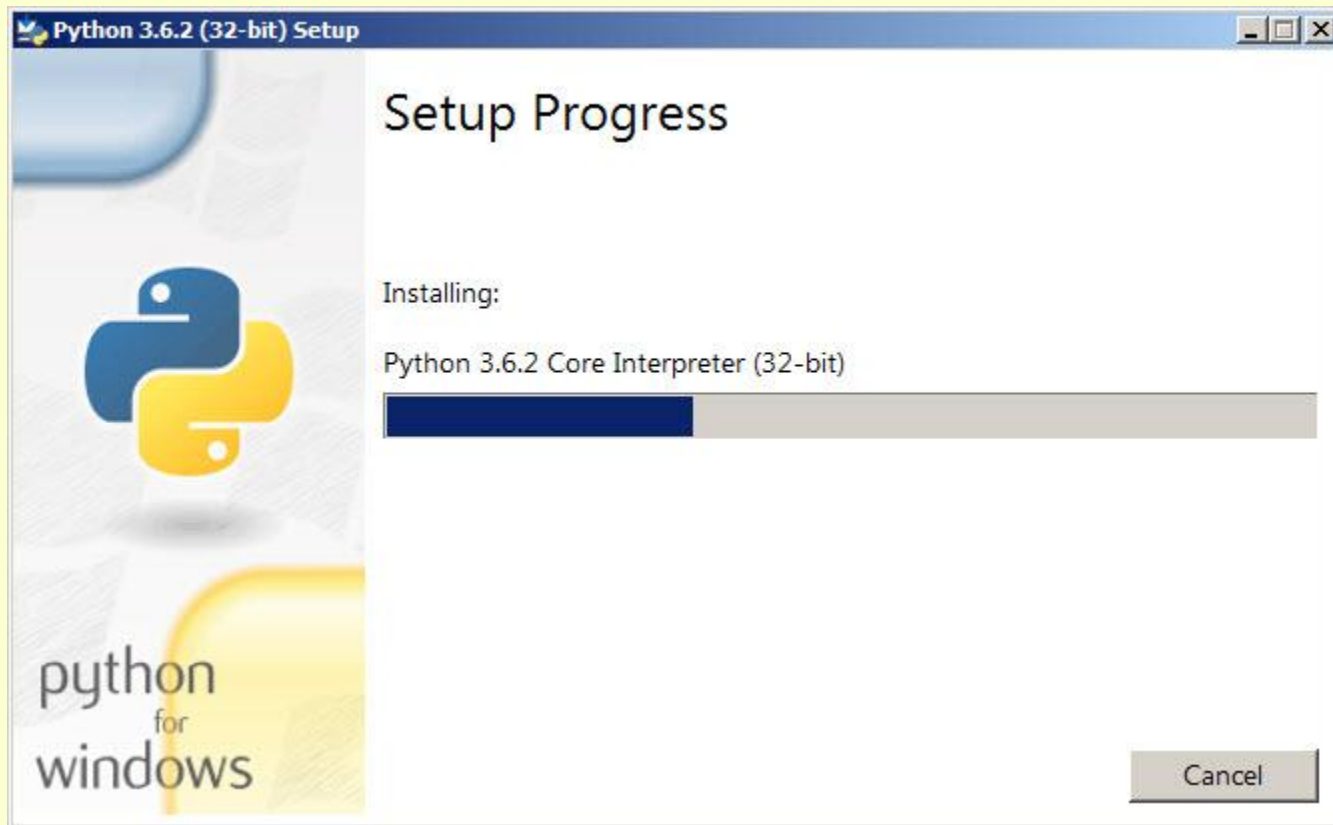 Python 3.6.2 (32-bit) Setup
Setup Progress
Installing:
Python 3.6.2 Core Interpreter (32-bit)
python
for
windows
Cancel